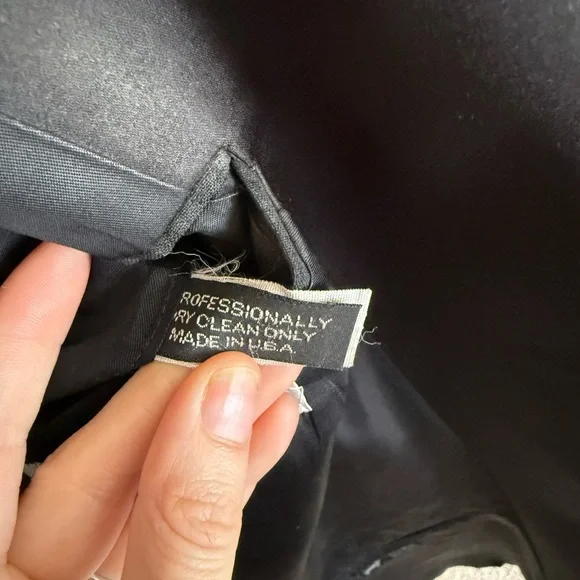 ROFESSIONALLY
RY CLEAN ONLY
MADE IN U.S.A.